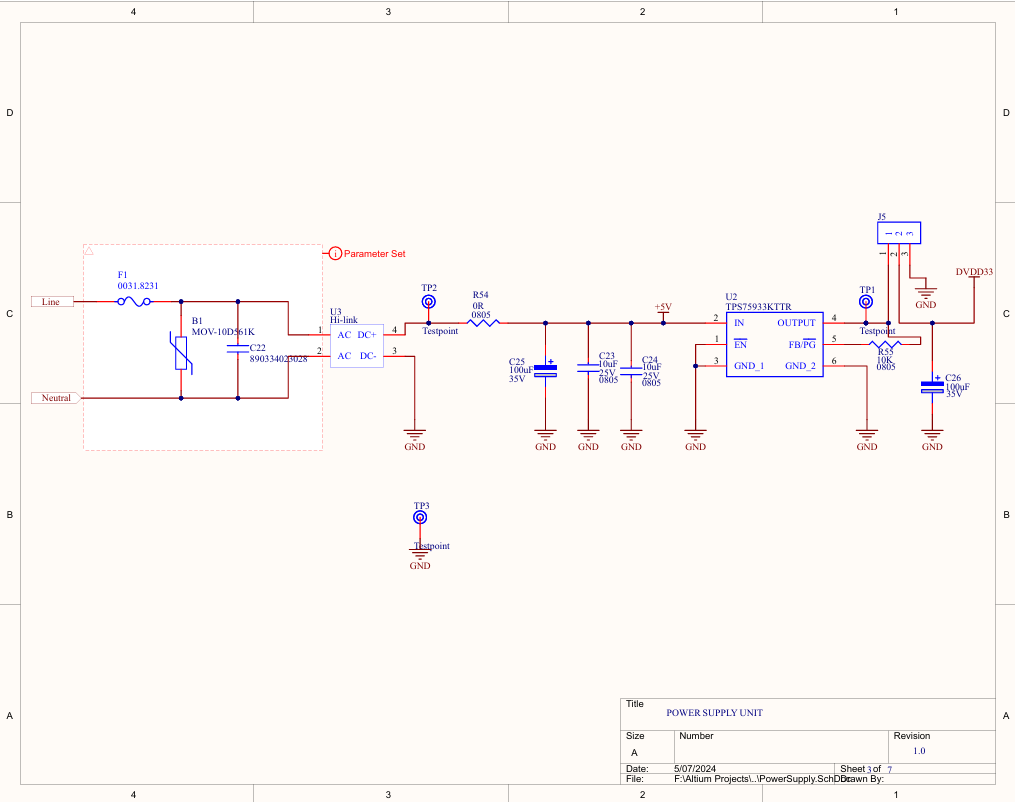 4 3 2 1
D D
J5
1 2 3
1 2 3
Parameter Set
F1
0031.8231
DVDD33
GND
TP2
TP1
Line
R54
0R
0805
+5V
U2
TPS75933KTTR
C C
U3
Hi-link
B1
MOV-10D561K
Testpoint
Testpoint
2 IN OUTPUT 4
1 AC DC+ 4
1 EN FB/PG 5
2 AC DC- 3
3 GND_1 GND_2 6
C22
890334023028
R55
10K
0805
C25
100uF
35V
C23
10uF
25V
0805
C24
10uF
25V
0805
C26
100uF
35V
Neutral
GND GND GND GND GND GND GND
TP3
B B
Testpoint
GND
A A
Title
POWER SUPPLY UNIT
Size Number Revision
A 1.0
Date: 5/07/2024 Sheet 3 of 7
File: F:\Altium Projects\..\PowerSupply.SchDoc Drawn By:
4 3 2 1